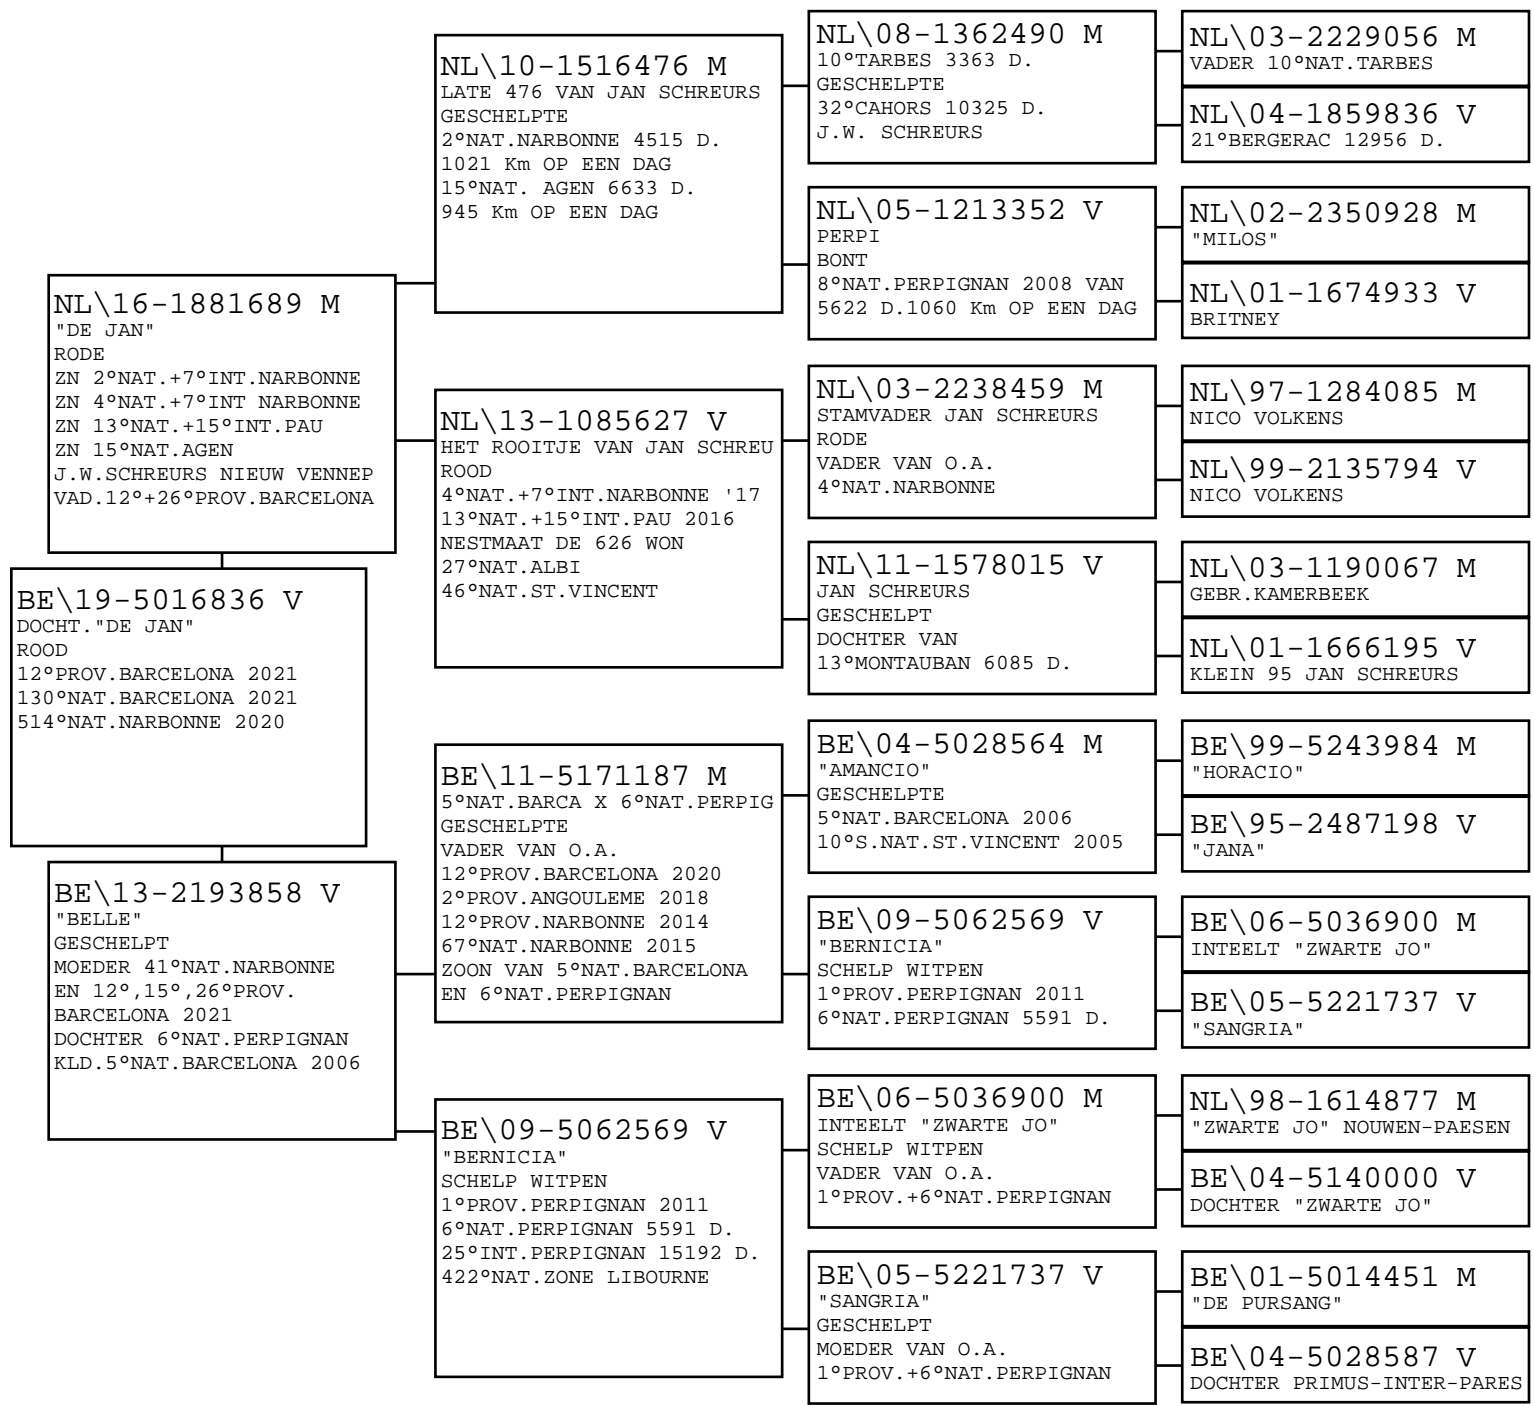 BE\19-5016836 V
DOCHT."DE JAN"
ROOD
12°PROV.BARCELONA 2021
130°NAT.BARCELONA 2021
514°NAT.NARBONNE 2020
NL\16-1881689 M
"DE JAN"
RODE
ZN 2°NAT.+7°INT.NARBONNE
ZN 4°NAT.+7°INT NARBONNE
ZN 13°NAT.+15°INT.PAU
ZN 15°NAT.AGEN
J.W.SCHREURS NIEUW VENNEP
VAD.12°+26°PROV.BARCELONA
BE\13-2193858 V
"BELLE"
GESCHELPT
MOEDER 41°NAT.NARBONNE
EN 12°,15°,26°PROV.
BARCELONA 2021
DOCHTER 6°NAT.PERPIGNAN
KLD.5°NAT.BARCELONA 2006
NL\10-1516476 M
LATE 476 VAN JAN SCHREURS
GESCHELPTE
2°NAT.NARBONNE 4515 D.
1021 Km OP EEN DAG
15°NAT. AGEN 6633 D.
945 Km OP EEN DAG
NL\13-1085627 V
HET ROOITJE VAN JAN SCHREU
ROOD
4°NAT.+7°INT.NARBONNE '17
13°NAT.+15°INT.PAU 2016
NESTMAAT DE 626 WON
27°NAT.ALBI
46°NAT.ST.VINCENT
BE\11-5171187 M
5°NAT.BARCA X 6°NAT.PERPIG
GESCHELPTE
VADER VAN O.A.
12°PROV.BARCELONA 2020
2°PROV.ANGOULEME 2018
12°PROV.NARBONNE 2014
67°NAT.NARBONNE 2015
ZOON VAN 5°NAT.BARCELONA
EN 6°NAT.PERPIGNAN
BE\09-5062569 V
"BERNICIA"
SCHELP WITPEN
1°PROV.PERPIGNAN 2011
6°NAT.PERPIGNAN 5591 D.
25°INT.PERPIGNAN 15192 D.
422°NAT.ZONE LIBOURNE
NL\08-1362490 M
10°TARBES 3363 D.
GESCHELPTE
32°CAHORS 10325 D.
J.W. SCHREURS
NL\05-1213352 V
PERPI
BONT
8°NAT.PERPIGNAN 2008 VAN
5622 D.1060 Km OP EEN DAG
NL\03-2238459 M
STAMVADER JAN SCHREURS
RODE
VADER VAN O.A.
4°NAT.NARBONNE
NL\11-1578015 V
JAN SCHREURS
GESCHELPT
DOCHTER VAN
13°MONTAUBAN 6085 D.
BE\04-5028564 M
"AMANCIO"
GESCHELPTE
5°NAT.BARCELONA 2006
10°S.NAT.ST.VINCENT 2005
BE\09-5062569 V
"BERNICIA"
SCHELP WITPEN
1°PROV.PERPIGNAN 2011
6°NAT.PERPIGNAN 5591 D.
BE\06-5036900 M
INTEELT "ZWARTE JO"
SCHELP WITPEN
VADER VAN O.A.
1°PROV.+6°NAT.PERPIGNAN
BE\05-5221737 V
"SANGRIA"
GESCHELPT
MOEDER VAN O.A.
1°PROV.+6°NAT.PERPIGNAN
NL\03-2229056 M
VADER 10°NAT.TARBES
NL\04-1859836 V
21°BERGERAC 12956 D.
NL\02-2350928 M
"MILOS"
NL\01-1674933 V
BRITNEY
NL\97-1284085 M
NICO VOLKENS
NL\99-2135794 V
NICO VOLKENS
NL\03-1190067 M
GEBR.KAMERBEEK
NL\01-1666195 V
KLEIN 95 JAN SCHREURS
BE\99-5243984 M
"HORACIO"
BE\95-2487198 V
"JANA"
BE\06-5036900 M
INTEELT "ZWARTE JO"
BE\05-5221737 V
"SANGRIA"
NL\98-1614877 M
"ZWARTE JO" NOUWEN-PAESEN
BE\04-5140000 V
DOCHTER "ZWARTE JO"
BE\01-5014451 M
"DE PURSANG"
BE\04-5028587 V
DOCHTER PRIMUS-INTER-PARES